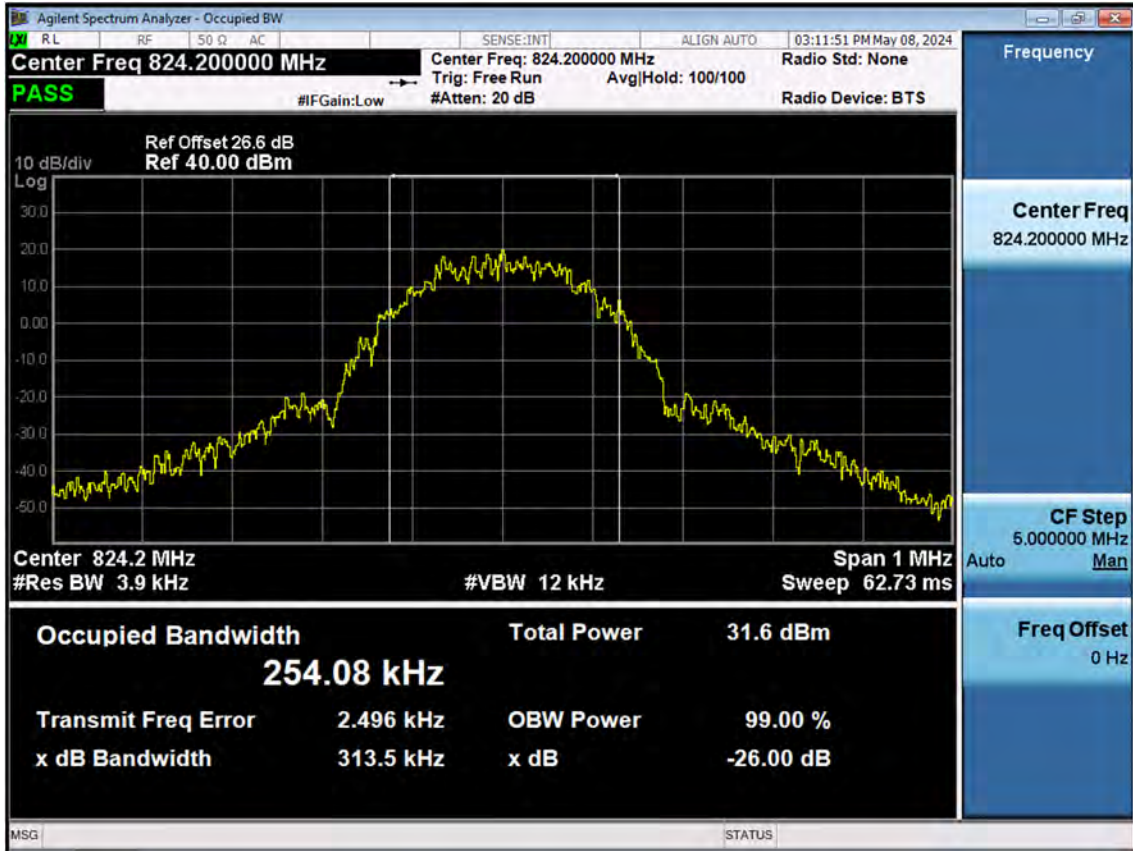 Agilent Spectrum Analyzer - Occupied BW
LXI RL RF 50 Ω AC SENSE:INT ALIGN AUTO 03:11:51 PM May 08, 2024
Center Freq 824.200000 MHz Center Freq: 824.200000 MHz Radio Std: None
Trig: Free Run Avg|Hold: 100/100
PASS #IFGain:Low #Atten: 20 dB Radio Device: BTS
Ref Offset 26.6 dB
10 dB/div Ref 40.00 dBm
Log
30.0
20.0
10.0
0.00
-10.0
-20.0
-30.0
-40.0
-50.0
Center 824.2 MHz Span 1 MHz
#Res BW 3.9 kHz #VBW 12 kHz Sweep 62.73 ms
Occupied Bandwidth Total Power 31.6 dBm
254.08 kHz
Transmit Freq Error 2.496 kHz OBW Power 99.00 %
x dB Bandwidth 313.5 kHz x dB -26.00 dB
MSG STATUS
Frequency
Center Freq
824.200000 MHz
CF Step
5.000000 MHz
Auto Man
Freq Offset
0 Hz